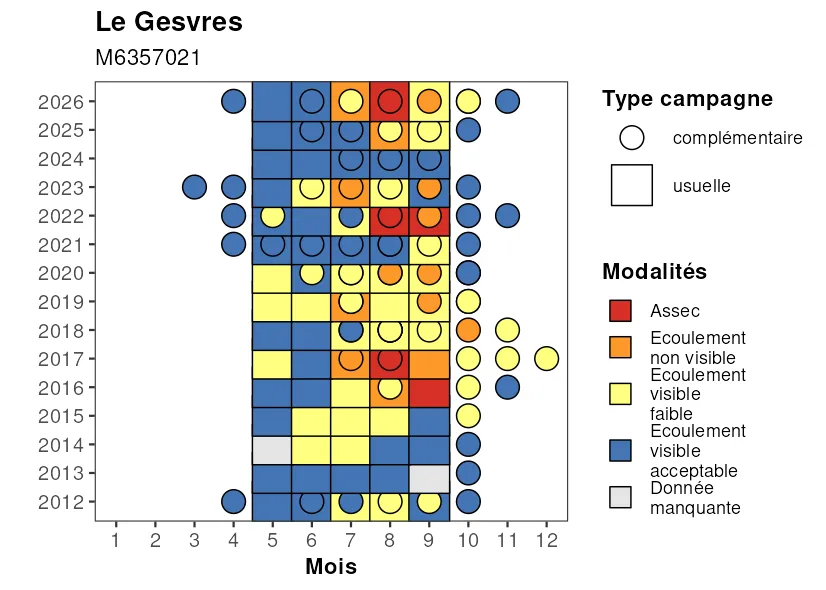 Le Gesvres
M6357021
2026
2025
2024
2023
2022
2021
2020
2019
2018
2017
2016
2015
2014
2013
2012
1 2 3 4 5 6 7 8 9 10 11 12
Mois
Type campagne
complémentaire
usuelle
Modalités
Assec
Ecoulement
non visible
Ecoulement
visible
faible
Ecoulement
visible
acceptable
Donnée
manquante